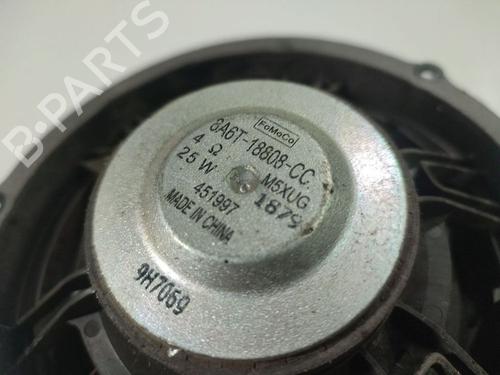 B-PARTS
FoMoCo
8A6T-18808-CC
4 Ω M5XUG
25 W 1879
451997
MADE IN CHINA
9H7069